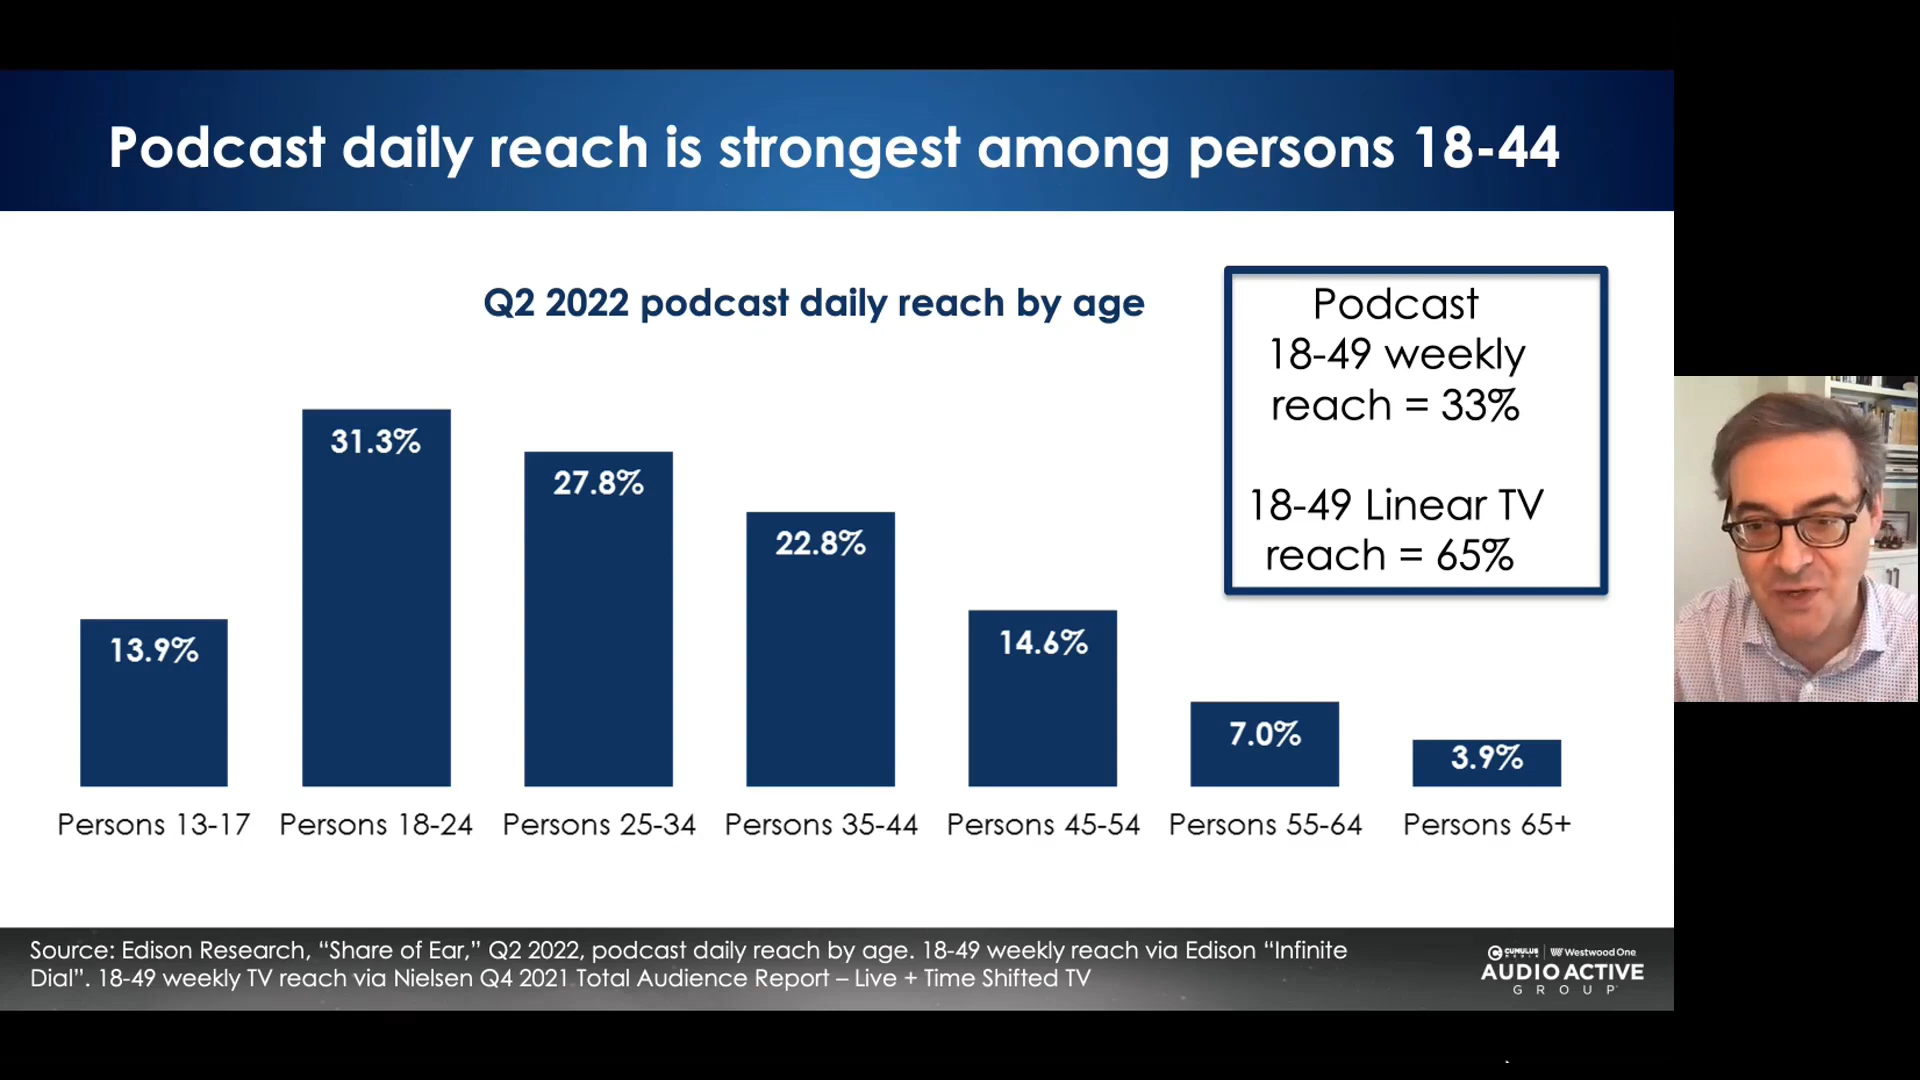 Podcast daily reach is strongest among persons 18-44
Q2 2022 podcast daily reach by age
Podcast
18-49 weekly
reach = 33%
18-49 Linear TV
reach = 65%
13.9%
31.3%
27.8%
22.8%
14.6%
7.0%
3.9%
Persons 13-17
Persons 18-24
Persons 25-34
Persons 35-44
Persons 45-54
Persons 55-64
Persons 65+
Source: Edison Research, “Share of Ear,” Q2 2022, podcast daily reach by age. 18-49 weekly reach via Edison “Infinite
Dial”. 18-49 weekly TV reach via Nielsen Q4 2021 Total Audience Report – Live + Time Shifted TV
CUMULUS MEDIA | Westwood One
AUDIO ACTIVE
GROUP